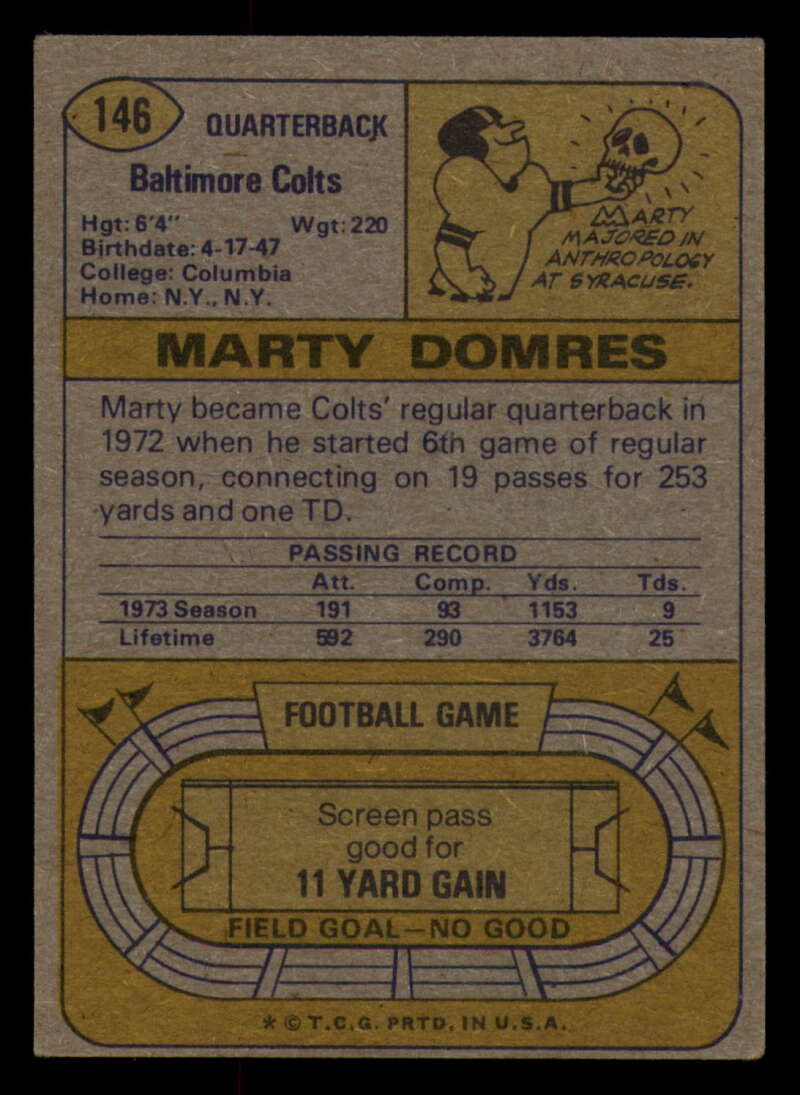 146
QUARTERBACK
Baltimore Colts
Hgt: 6'4" Wgt: 220
Birthdate: 4-17-47
College: Columbia
Home: N.Y., N.Y.
MARTY
MAJORED IN
ANTHROPOLOGY
AT SYRACUSE.
MARTY DOMRES
Marty became Colts' regular quarterback in
1972 when he started 6th game of regular
season, connecting on 19 passes for 253
yards and one TD.
PASSING RECORD
Att. Comp. Yds. Tds.
1973 Season 191 93 1153 9
Lifetime 592 290 3764 25
FOOTBALL GAME
Screen pass
good for
11 YARD GAIN
FIELD GOAL—NO GOOD
* © T.C.G. PRTD. IN U.S.A.